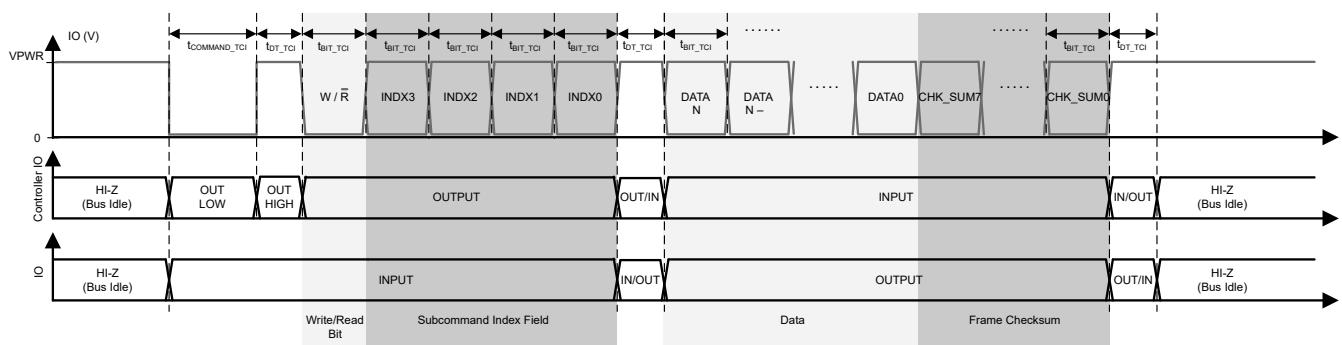 IO (V)
VPWR
0
tCOMMAND_TCI tDT_TCI tBIT_TCI tBIT_TCI tBIT_TCI tBIT_TCI tBIT_TCI tDT_TCI tBIT_TCI ...... ...... tBIT_TCI tDT_TCI
W / R̅ INDX3 INDX2 INDX1 INDX0 DATA N DATA N – ..... DATA0 CHK_SUM7 ..... CHK_SUM0
Controller IO
HI-Z (Bus Idle) OUT LOW OUT HIGH OUTPUT OUT/IN INPUT IN/OUT HI-Z (Bus Idle)
IO
HI-Z (Bus Idle) INPUT IN/OUT OUTPUT OUT/IN HI-Z (Bus Idle)
Write/Read Bit Subcommand Index Field Data Frame Checksum